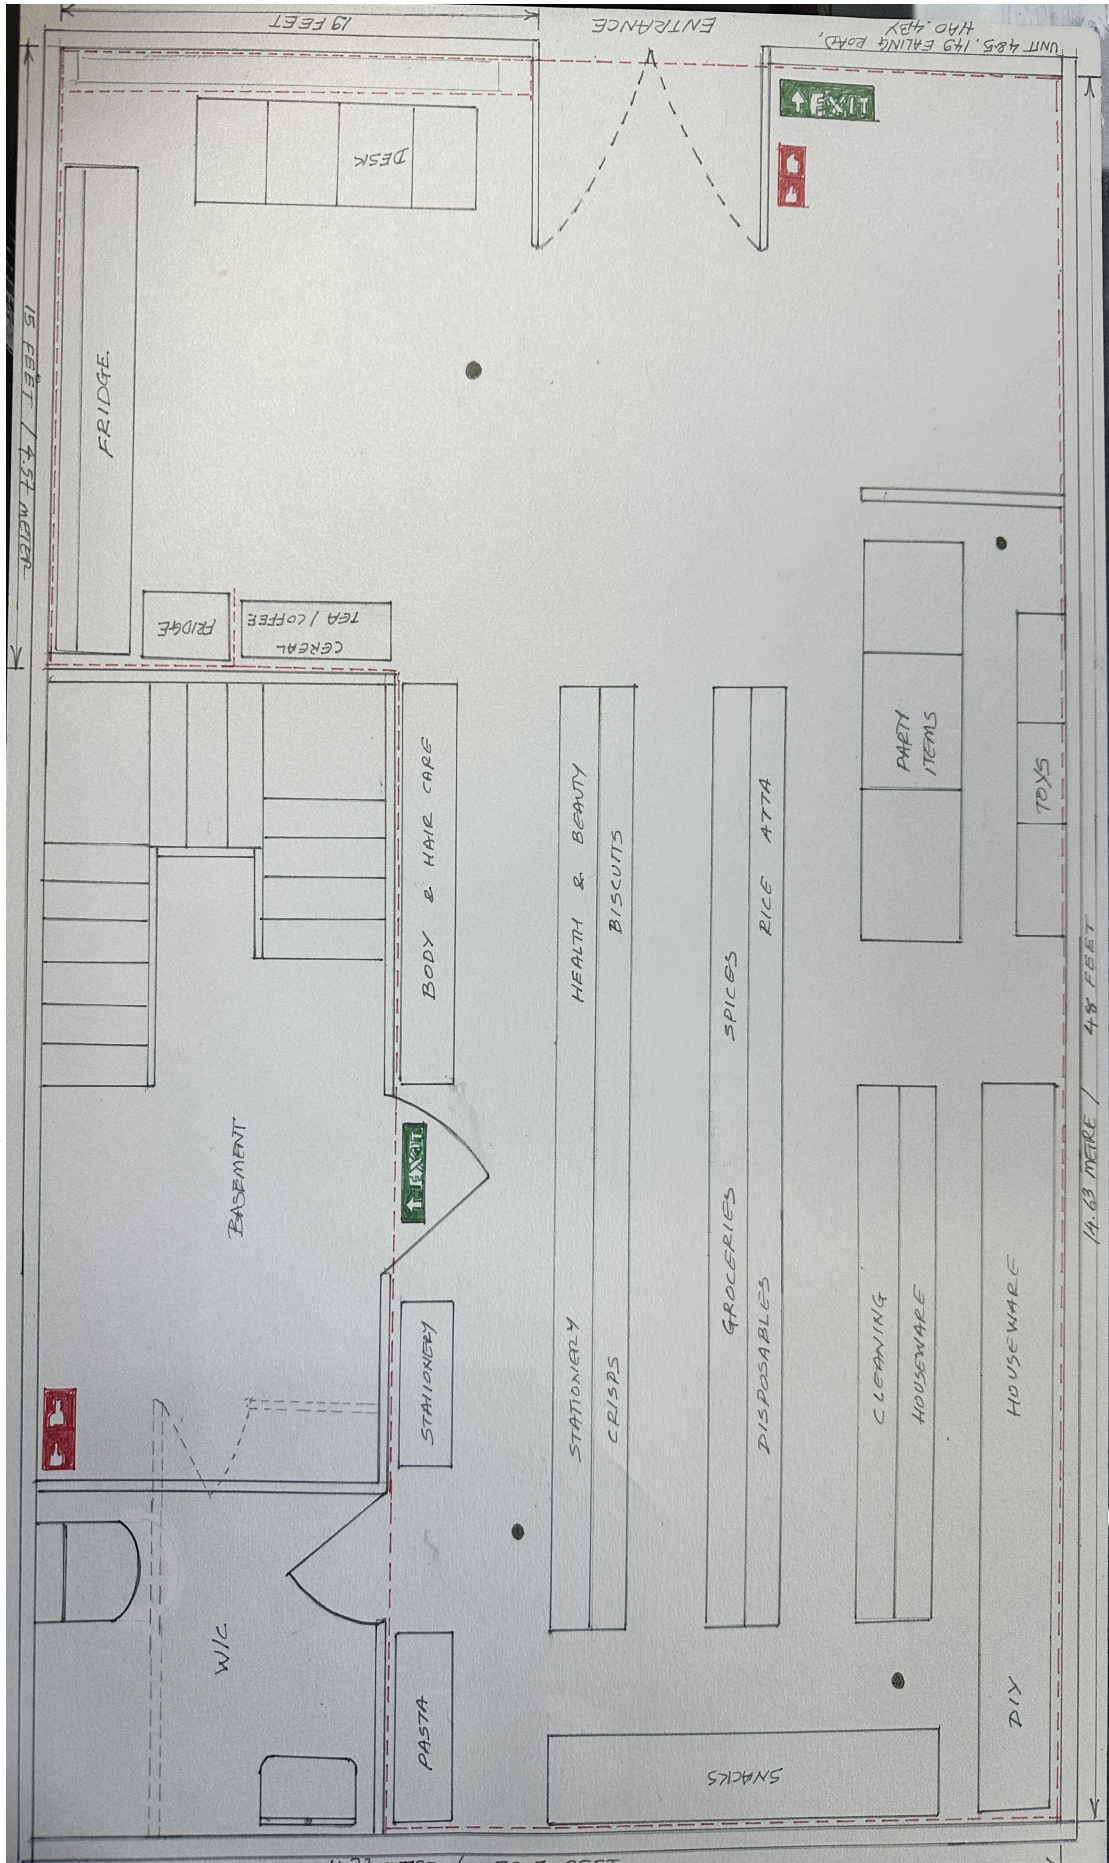 19 FEET
ENTRANCE
UNIT 4&5, 149 EALING ROAD,
HA0.4BY
EXIT
DESK
15 FEET / 4.57 METER
FRIDGE
FRIDGE
CEREAL
TEA / COFFEE
BODY & HAIR CARE
HEALTH & BEAUTY
BISCUITS
SPICES
RICE ATTA
PARTY
ITEMS
TOYS
BASEMENT
EXIT
14.63 METRE / 48 FEET
STATIONERY
STATIONERY
CRISPS
GROCERIES
DISPOSABLES
CLEANING
HOUSEWARE
HOUSEWARE
W/C
PASTA
SNACKS
DIY